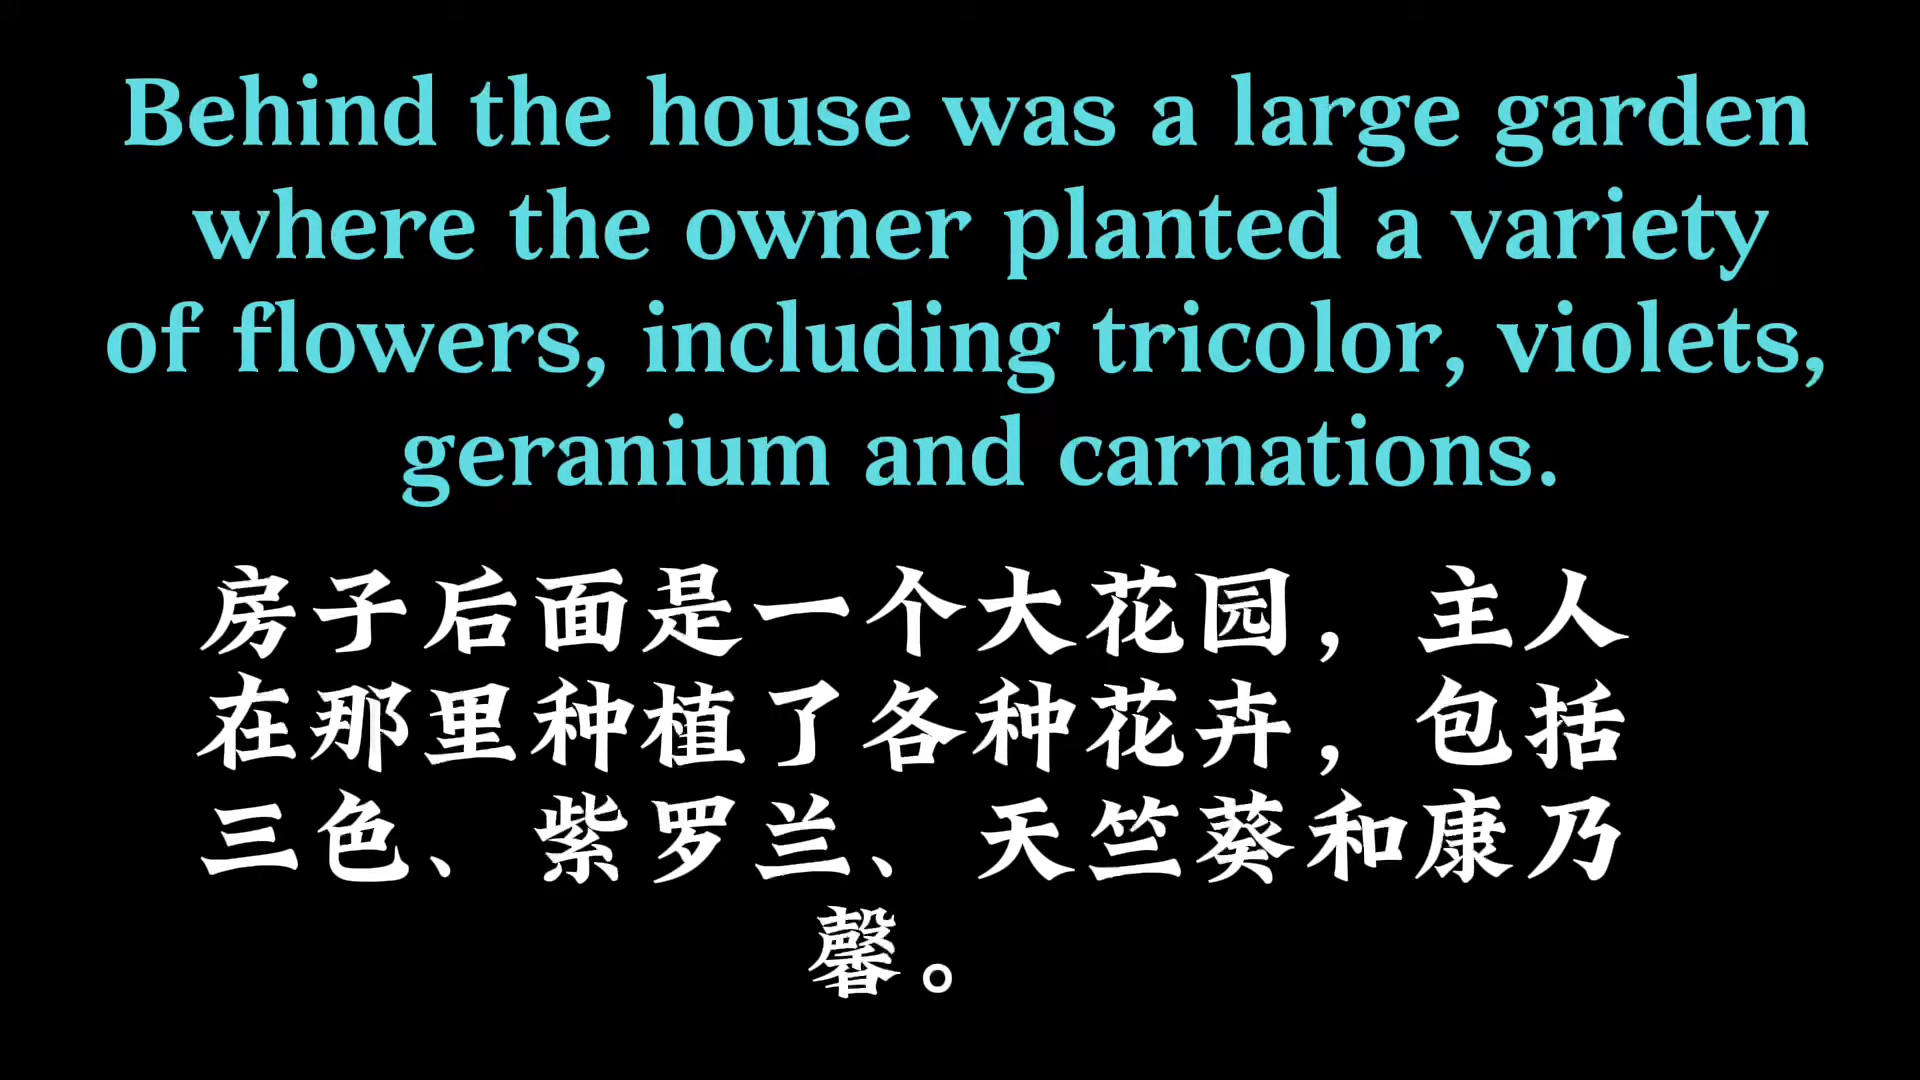 Behind the house was a large garden
where the owner planted a variety
of flowers, including tricolor, violets,
geranium and carnations.
房子后面是一个大花园，主人
在那里种植了各种花卉，包括
三色、紫罗兰、天竺葵和康乃
馨。